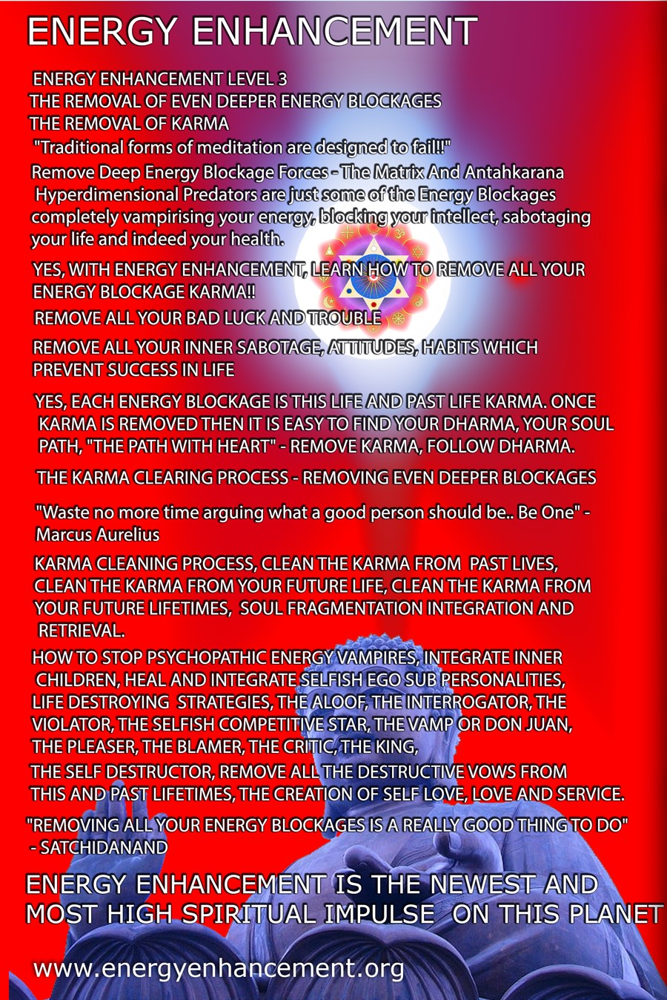 ENERGY ENHANCEMENT
ENERGY ENHANCEMENT LEVEL 3
THE REMOVAL OF EVEN DEEPER ENERGY BLOCKAGES
THE REMOVAL OF KARMA
"Traditional forms of meditation are designed to fail!!"
Remove Deep Energy Blockage Forces - The Matrix And Antahkarana
Hyperdimensional Predators are just some of the Energy Blockages
completely vampirising your energy, blocking your intellect, sabotaging
your life and indeed your health.
YES, WITH ENERGY ENHANCEMENT, LEARN HOW TO REMOVE ALL YOUR
ENERGY BLOCKAGE KARMA!!
REMOVE ALL YOUR BAD LUCK AND TROUBLE
REMOVE ALL YOUR INNER SABOTAGE, ATTITUDES, HABITS WHICH
PREVENT SUCCESS IN LIFE
YES, EACH ENERGY BLOCKAGE IS THIS LIFE AND PAST LIFE KARMA. ONCE
KARMA IS REMOVED THEN IT IS EASY TO FIND YOUR DHARMA, YOUR SOUL
PATH, "THE PATH WITH HEART" - REMOVE KARMA, FOLLOW DHARMA.
THE KARMA CLEARING PROCESS - REMOVING EVEN DEEPER BLOCKAGES
"Waste no more time arguing what a good person should be.. Be One" -
Marcus Aurelius
KARMA CLEANING PROCESS, CLEAN THE KARMA FROM PAST LIVES,
CLEAN THE KARMA FROM YOUR FUTURE LIFE, CLEAN THE KARMA FROM
YOUR FUTURE LIFETIMES, SOUL FRAGMENTATION INTEGRATION AND
RETRIEVAL.
HOW TO STOP PSYCHOPATHIC ENERGY VAMPIRES, INTEGRATE INNER
CHILDREN, HEAL AND INTEGRATE SELFISH EGO SUB PERSONALITIES,
LIFE DESTROYING STRATEGIES, THE ALOOF, THE INTERROGATOR, THE
VIOLATOR, THE SELFISH COMPETITIVE STAR, THE VAMP OR DON JUAN,
THE PLEASER, THE BLAMER, THE CRITIC, THE KING,
THE SELF DESTRUCTOR, REMOVE ALL THE DESTRUCTIVE VOWS FROM
THIS AND PAST LIFETIMES, THE CREATION OF SELF LOVE, LOVE AND SERVICE.
"REMOVING ALL YOUR ENERGY BLOCKAGES IS A REALLY GOOD THING TO DO"
- SATCHIDANAND
ENERGY ENHANCEMENT IS THE NEWEST AND
MOST HIGH SPIRITUAL IMPULSE ON THIS PLANET
www.energyenhancement.org